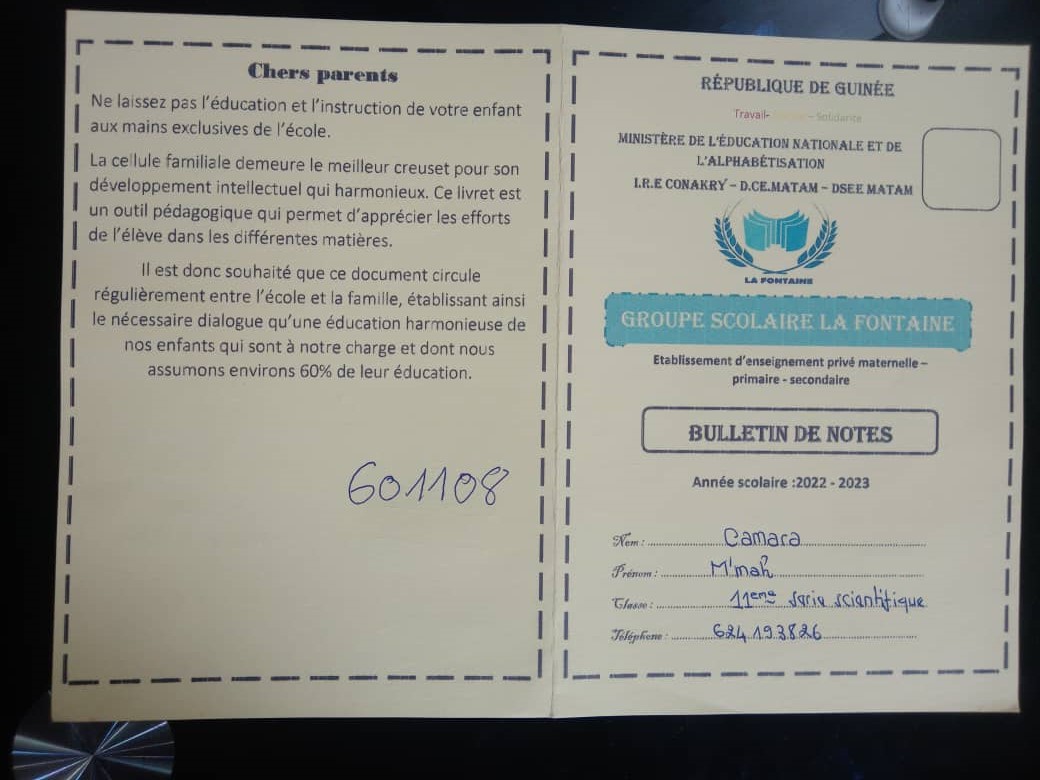 Chers parents
Ne laissez pas l'éducation et l'instruction de votre enfant
aux mains exclusives de l'école.
La cellule familiale demeure le meilleur creuset pour son
développement intellectuel qui harmonieux. Ce livret est
un outil pédagogique qui permet d'apprécier les efforts
de l'élève dans les différentes matières.
Il est donc souhaité que ce document circule
régulièrement entre l'école et la famille, établissant ainsi
le nécessaire dialogue qu'une éducation harmonieuse de
nos enfants qui sont à notre charge et dont nous
assumons environs 60% de leur éducation.
601108
RÉPUBLIQUE DE GUINÉE
Travail- – Solidarité
MINISTÈRE DE L'ÉDUCATION NATIONALE ET DE
L'ALPHABÉTISATION
I.R.E CONAKRY – D.CE.MATAM – DSEE MATAM
LA FONTAINE
GROUPE SCOLAIRE LA FONTAINE
Etablissement d'enseignement privé maternelle –
primaire - secondaire
BULLETIN DE NOTES
Année scolaire :2022 - 2023
Nom : Camara
Prénom : M'mah
Classe : 11eme serie scientifique
Téléphone : 624193826